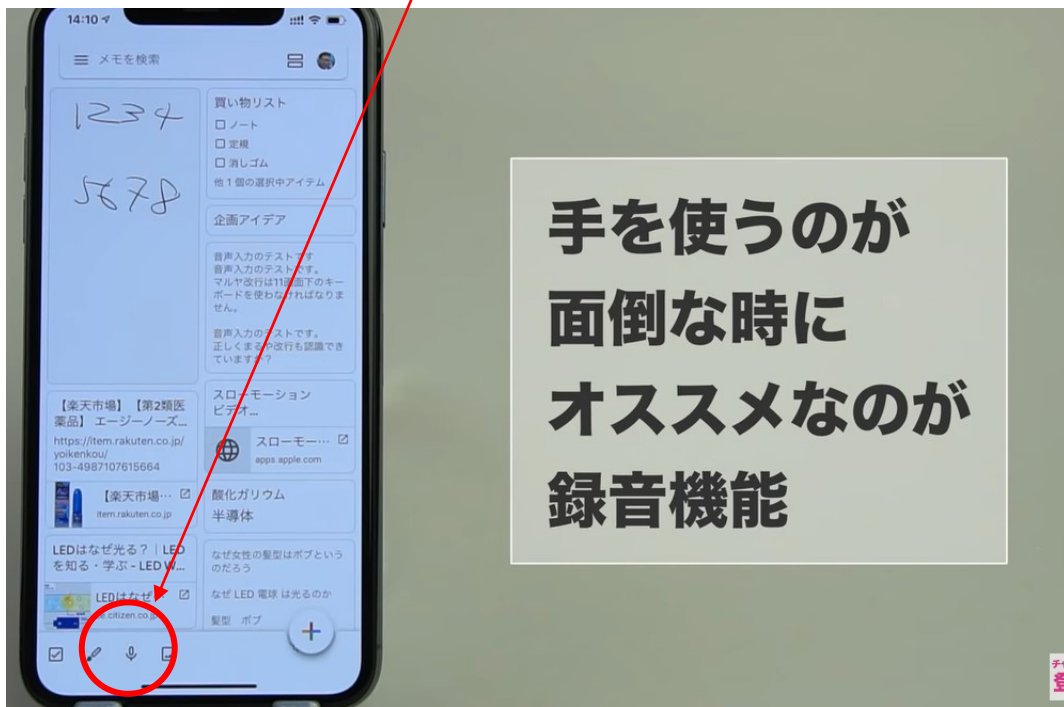 14:10
メモを検索
1234
5678
買い物リスト
ノート
定規
消しゴム
他 1 個の選択中アイテム
企画アイデア
音声入力のテストです
音声入力のテストです。
マルや改行は11画面下のキー
ボードを使わなければなりま
せん。
音声入力のテストです。
正しくまるや改行も認識でき
ていますか?
【楽天市場】【第2類医
薬品】 エージーノーズ...
https://item.rakuten.co.jp/
yoikenkou/
103-4987107615664
【楽天市場…
item.rakuten.co.jp
スローモーション
ビデオ...
スローモー…
apps.apple.com
酸化ガリウム
半導体
LEDはなぜ光る?｜LED
を知る・学ぶ - LED W...
LEDはなぜ
citizen.co.jp
なぜ女性の髪型はボブという
のだろう
なぜ LED 電球 は光るのか
髪型 ボブ
手を使うのが
面倒な時に
オススメなのが
録音機能